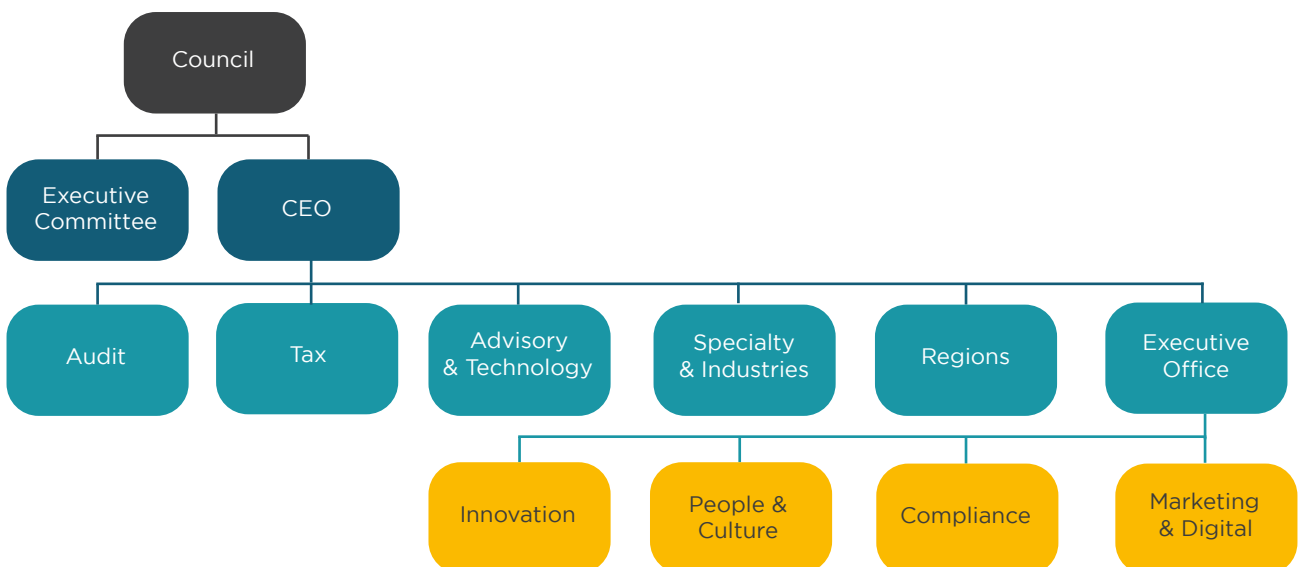 Council
Executive
Committee
CEO
Audit
Tax
Advisory
& Technology
Specialty
& Industries
Regions
Executive
Office
Innovation
People &
Culture
Compliance
Marketing
& Digital